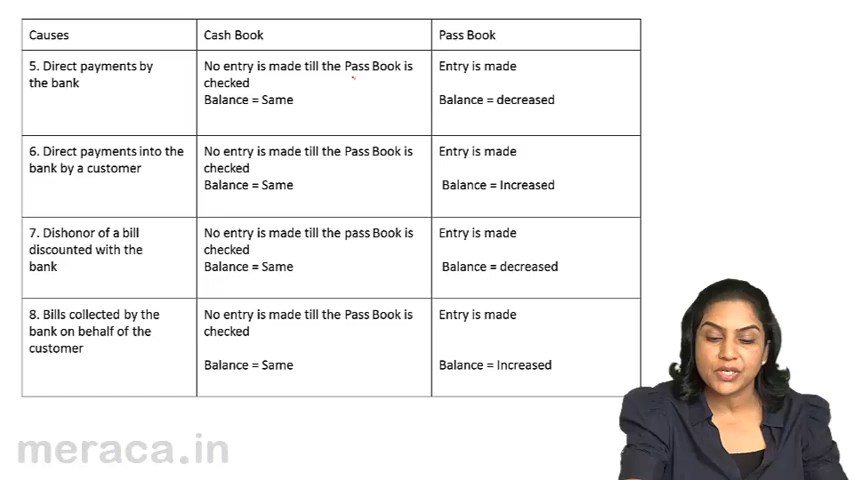 Causes
Cash Book
Pass Book
5. Direct payments by
the bank
No entry is made till the Pass Book is
checked
Balance = Same
Entry is made
Balance = decreased
6. Direct payments into the
bank by a customer
No entry is made till the Pass Book is
checked
Balance = Same
Entry is made
Balance = Increased
7. Dishonor of a bill
discounted with the
bank
No entry is made till the pass Book is
checked
Balance = Same
Entry is made
Balance = decreased
8. Bills collected by the
bank on behalf of the
customer
No entry is made till the Pass Book is
checked
Balance = Same
Entry is made
Balance = Increased
meraca.in